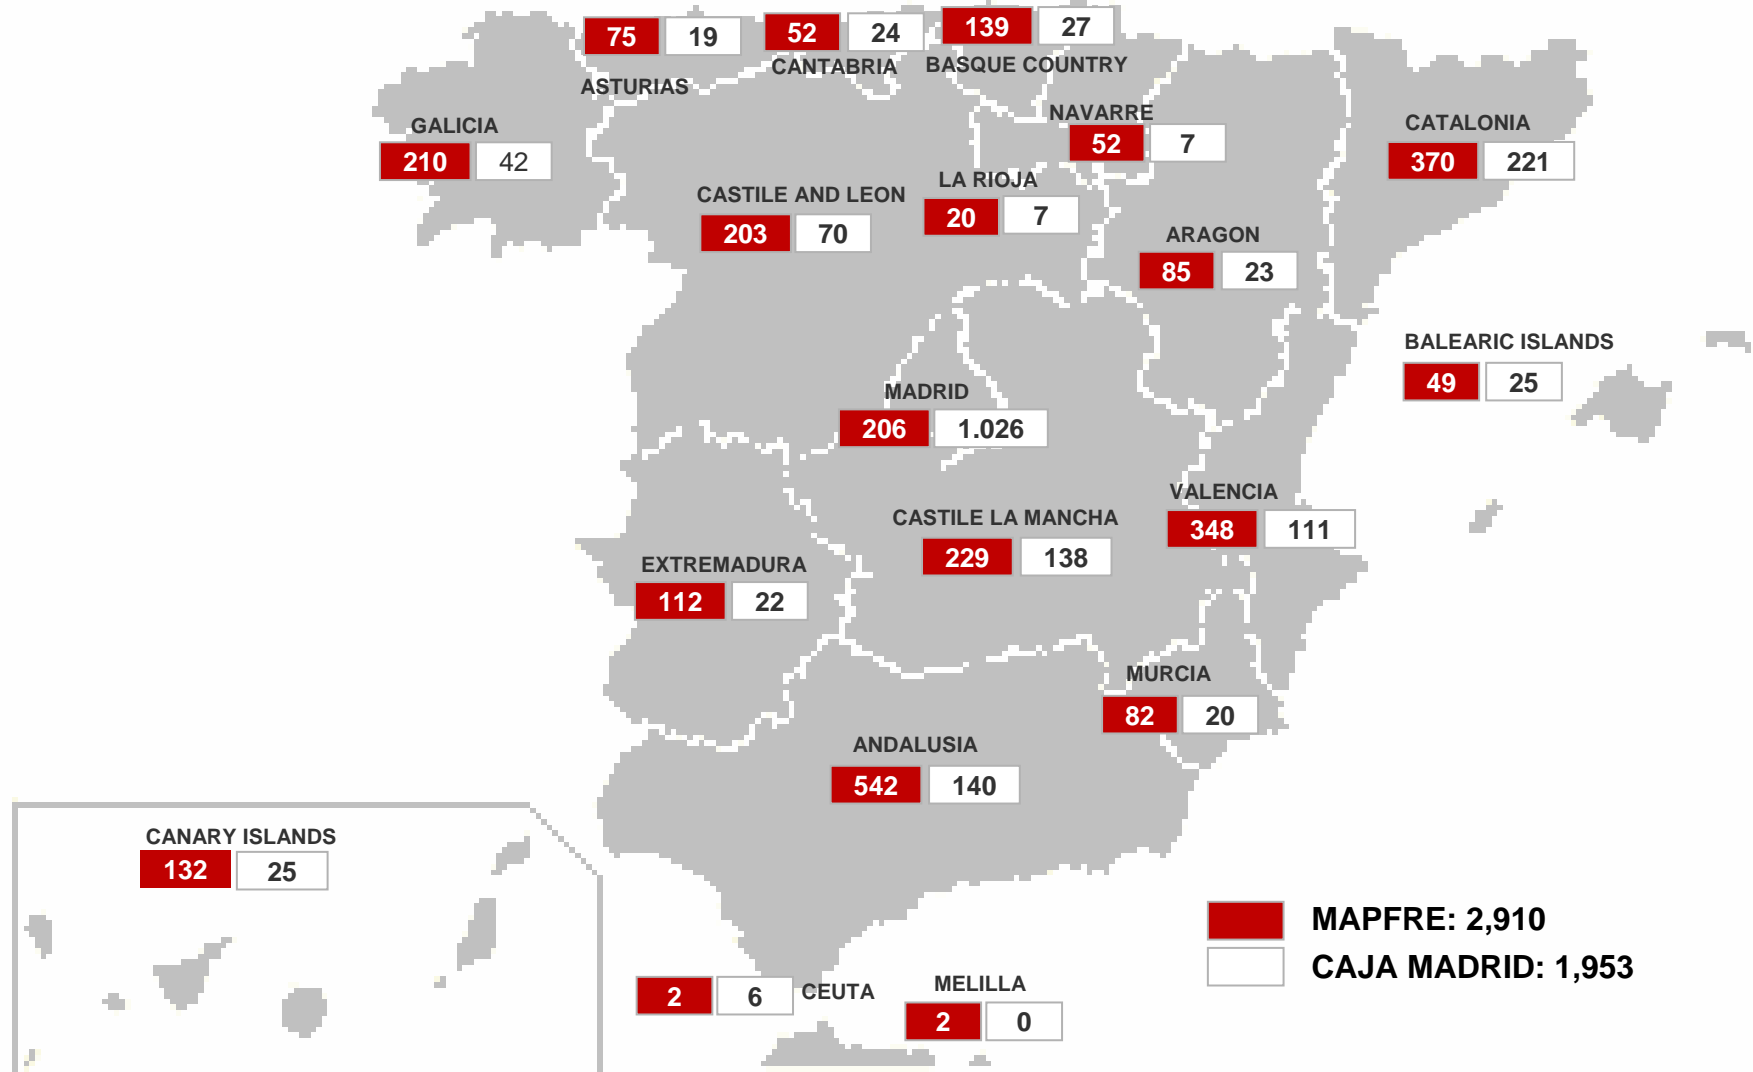 75 19
ASTURIAS
52 24
CANTABRIA
139 27
BASQUE COUNTRY
GALICIA
210 42
NAVARRE
52 7
CATALONIA
370 221
CASTILE AND LEON
203 70
LA RIOJA
20 7
ARAGON
85 23
BALEARIC ISLANDS
49 25
MADRID
206 1.026
VALENCIA
348 111
CASTILE LA MANCHA
229 138
EXTREMADURA
112 22
MURCIA
82 20
ANDALUSIA
542 140
CANARY ISLANDS
132 25
2 6 CEUTA
MELILLA
2 0
MAPFRE: 2,910
CAJA MADRID: 1,953